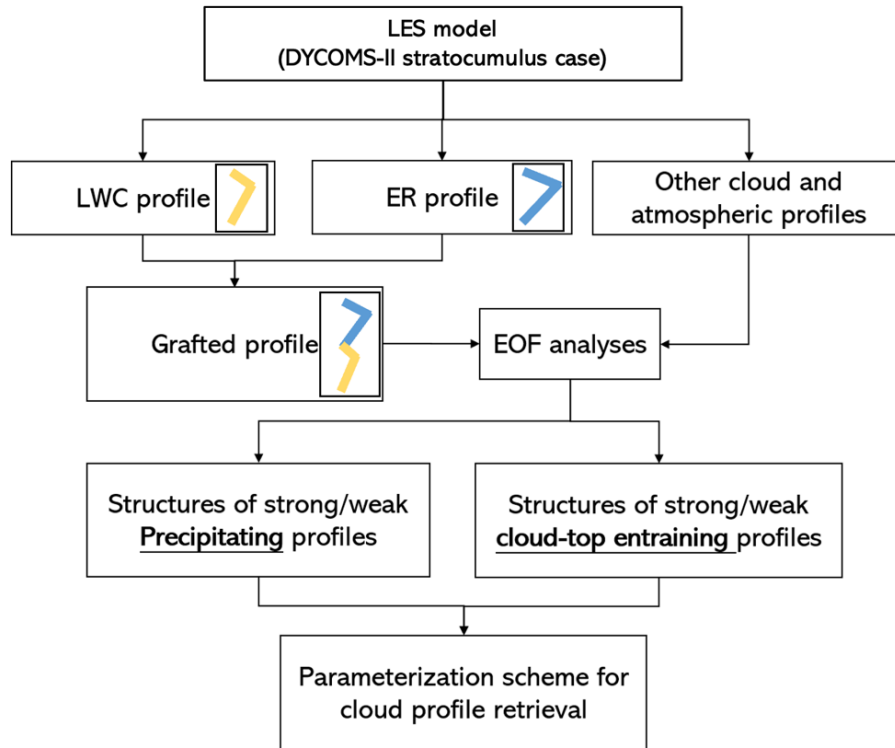 LES model
(DYCOMS-II stratocumulus case)
LWC profile
ER profile
Other cloud and
atmospheric profiles
Grafted profile
EOF analyses
Structures of strong/weak
Precipitating profiles
Structures of strong/weak
cloud-top entraining profiles
Parameterization scheme for
cloud profile retrieval